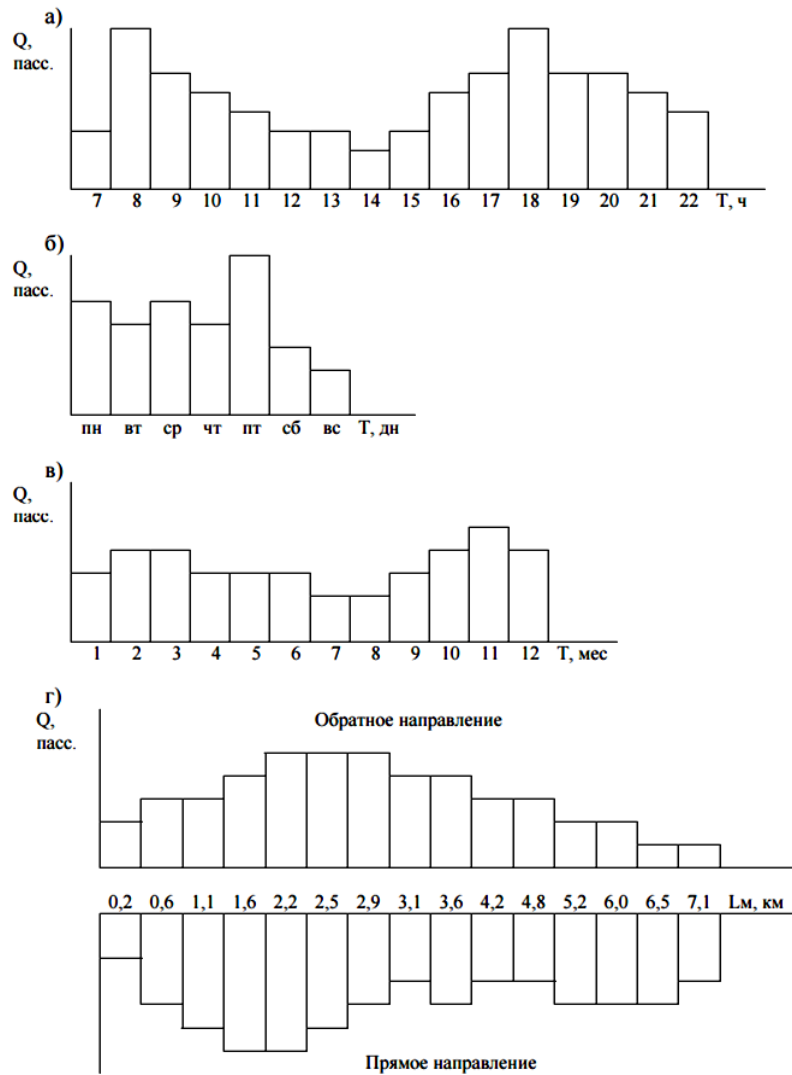 а)
Q,
пасс.
7 8 9 10 11 12 13 14 15 16 17 18 19 20 21 22 Т, ч
б)
Q,
пасс.
пн вт ср чт пт сб вс Т, дн
в)
Q,
пасс.
1 2 3 4 5 6 7 8 9 10 11 12 Т, мес
г)
Q,
пасс.
Обратное направление
0,2 0,6 1,1 1,6 2,2 2,5 2,9 3,1 3,6 4,2 4,8 5,2 6,0 6,5 7,1 Lм, км
Прямое направление